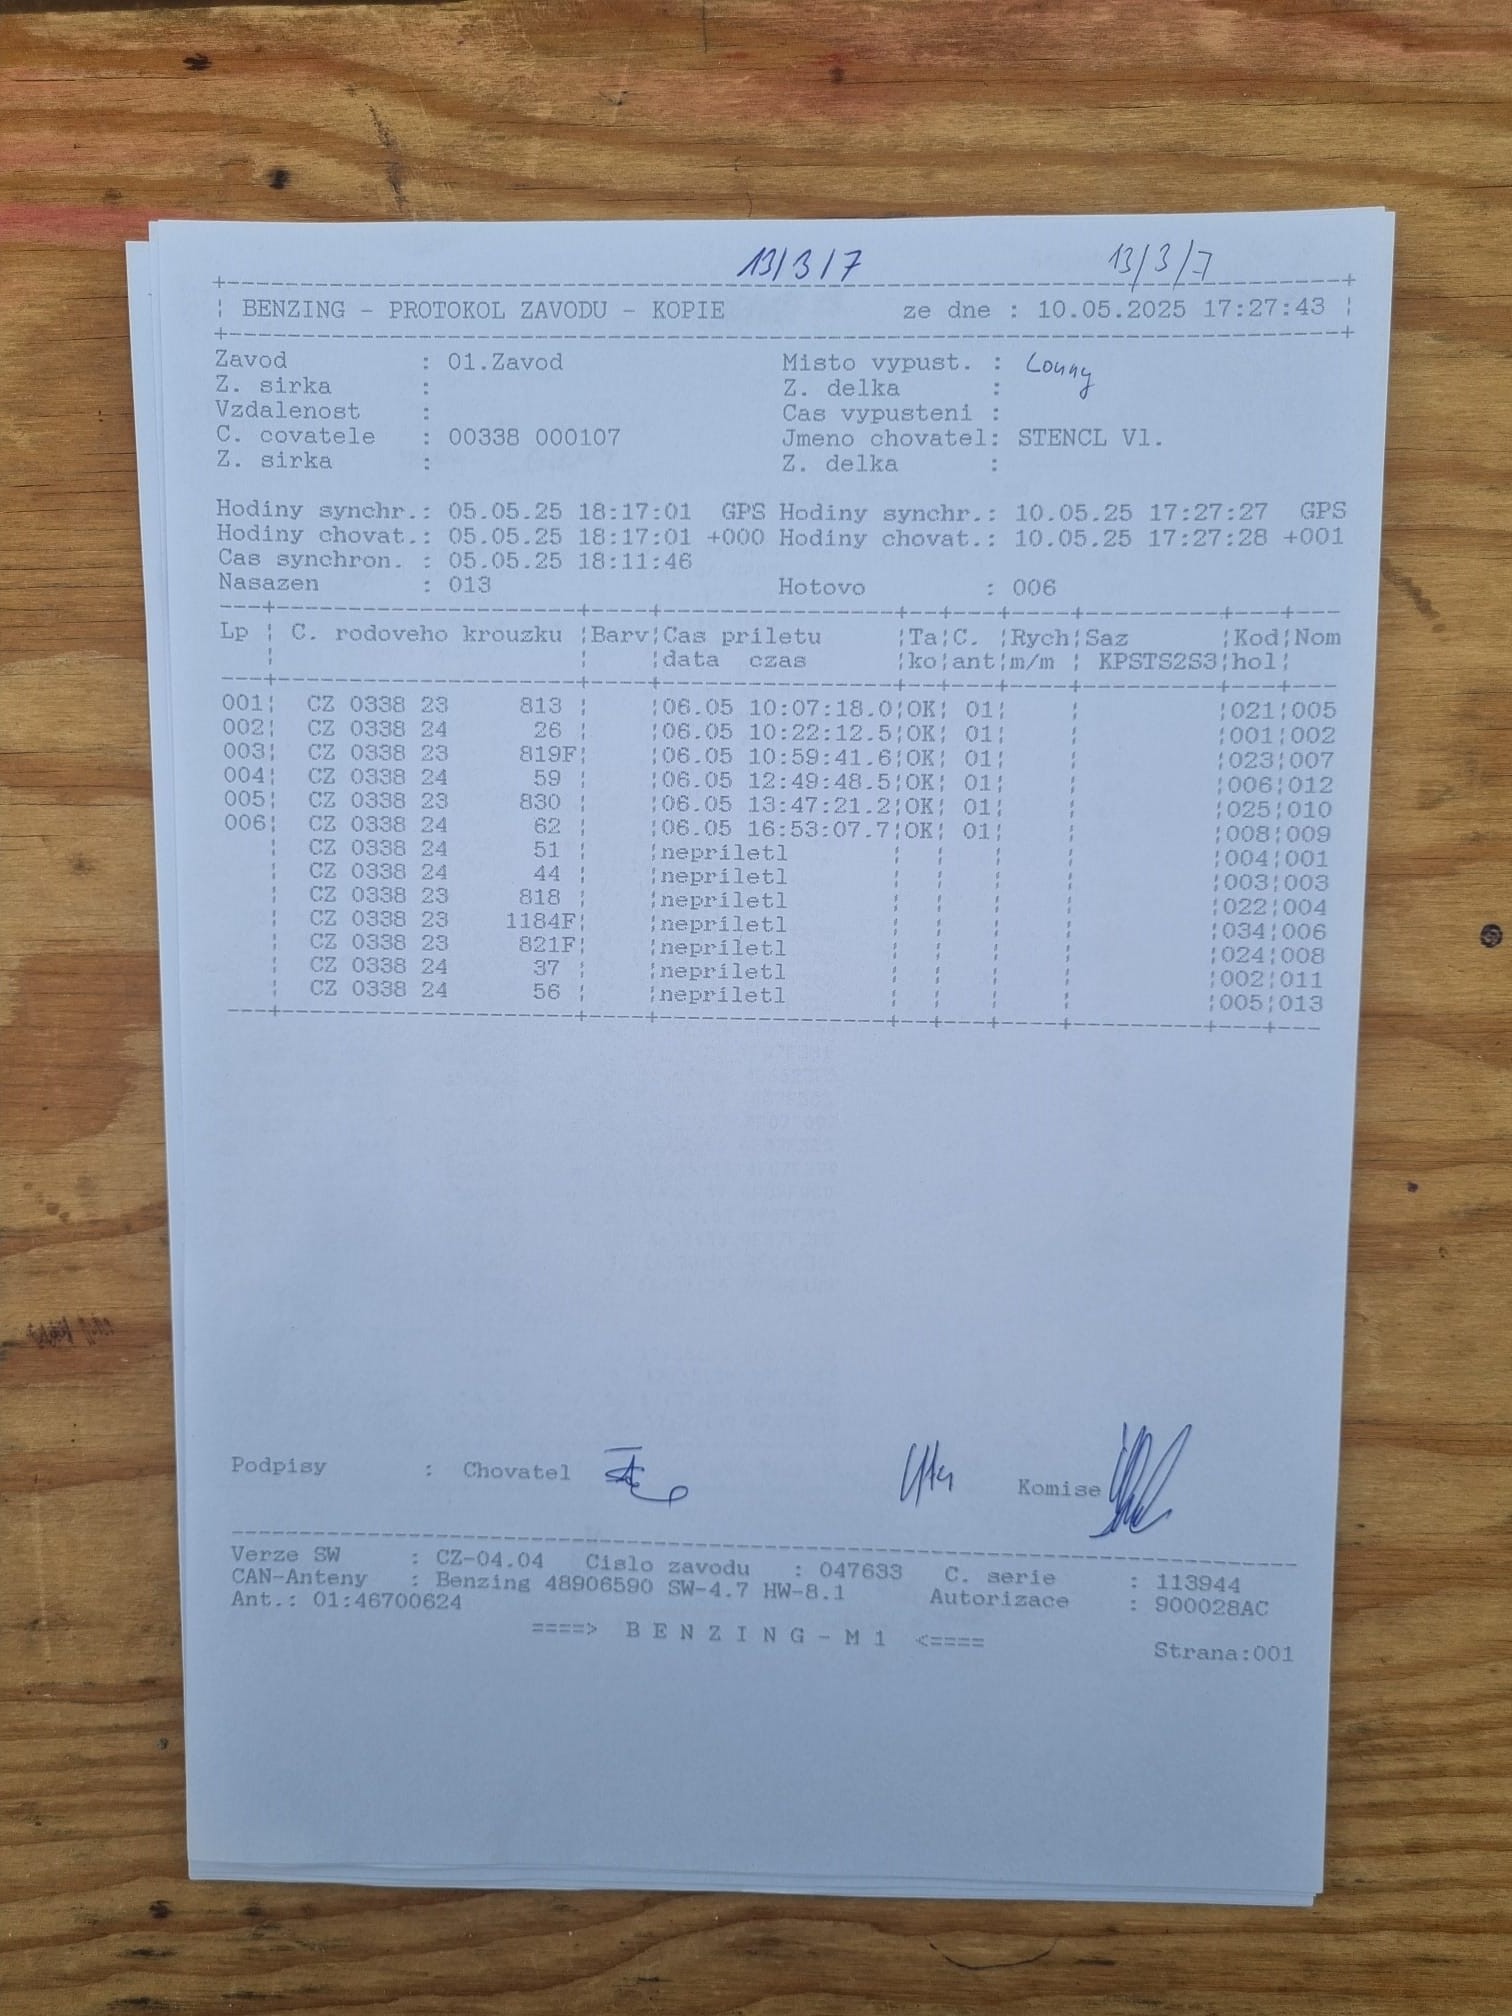 13/3/7 13/3/7
BENZING - PROTOKOL ZAVODU - KOPIE ze dne : 10.05.2025 17:27:43
Zavod : 01.Zavod Misto vypust. : Louny
Z. sirka : Z. delka :
Vzdalenost : Cas vypusteni :
C. covatele : 00338 000107 Jmeno chovatel: STENCL Vl.
Z. sirka : Z. delka :
Hodiny synchr.: 05.05.25 18:17:01 GPS Hodiny synchr.: 10.05.25 17:27:27 GPS
Hodiny chovat.: 05.05.25 18:17:01 +000 Hodiny chovat.: 10.05.25 17:27:28 +001
Cas synchron. : 05.05.25 18:11:46
Nasazen : 013 Hotovo : 006
Lp ¦ C. rodoveho krouzku ¦Barv¦Cas priletu ¦Ta¦C. ¦Rych¦Saz ¦Kod¦Nom
¦ ¦ ¦data czas ¦ko¦ant¦m/m ¦ KPSTS2S3¦hol¦
001¦ CZ 0338 23 813 ¦ ¦06.05 10:07:18.0¦OK¦ 01¦ ¦ ¦021¦005
002¦ CZ 0338 24 26 ¦ ¦06.05 10:22:12.5¦OK¦ 01¦ ¦ ¦001¦002
003¦ CZ 0338 23 819F¦ ¦06.05 10:59:41.6¦OK¦ 01¦ ¦ ¦023¦007
004¦ CZ 0338 24 59 ¦ ¦06.05 12:49:48.5¦OK¦ 01¦ ¦ ¦006¦012
005¦ CZ 0338 23 830 ¦ ¦06.05 13:47:21.2¦OK¦ 01¦ ¦ ¦025¦010
006¦ CZ 0338 24 62 ¦ ¦06.05 16:53:07.7¦OK¦ 01¦ ¦ ¦008¦009
¦ CZ 0338 24 51 ¦ ¦nepriletl ¦ ¦ ¦ ¦ ¦004¦001
¦ CZ 0338 24 44 ¦ ¦nepriletl ¦ ¦ ¦ ¦ ¦003¦003
¦ CZ 0338 23 818 ¦ ¦nepriletl ¦ ¦ ¦ ¦ ¦022¦004
¦ CZ 0338 23 1184F¦ ¦nepriletl ¦ ¦ ¦ ¦ ¦034¦006
¦ CZ 0338 23 821F¦ ¦nepriletl ¦ ¦ ¦ ¦ ¦024¦008
¦ CZ 0338 24 37 ¦ ¦nepriletl ¦ ¦ ¦ ¦ ¦002¦011
¦ CZ 0338 24 56 ¦ ¦nepriletl ¦ ¦ ¦ ¦ ¦005¦013
Podpisy : Chovatel Komise
Verze SW : CZ-04.04 Cislo zavodu : 047633 C. serie : 113944
CAN-Anteny : Benzing 48906590 SW-4.7 HW-8.1 Autorizace : 900028AC
Ant.: 01:46700624
====> B E N Z I N G - M 1 <====
Strana:001